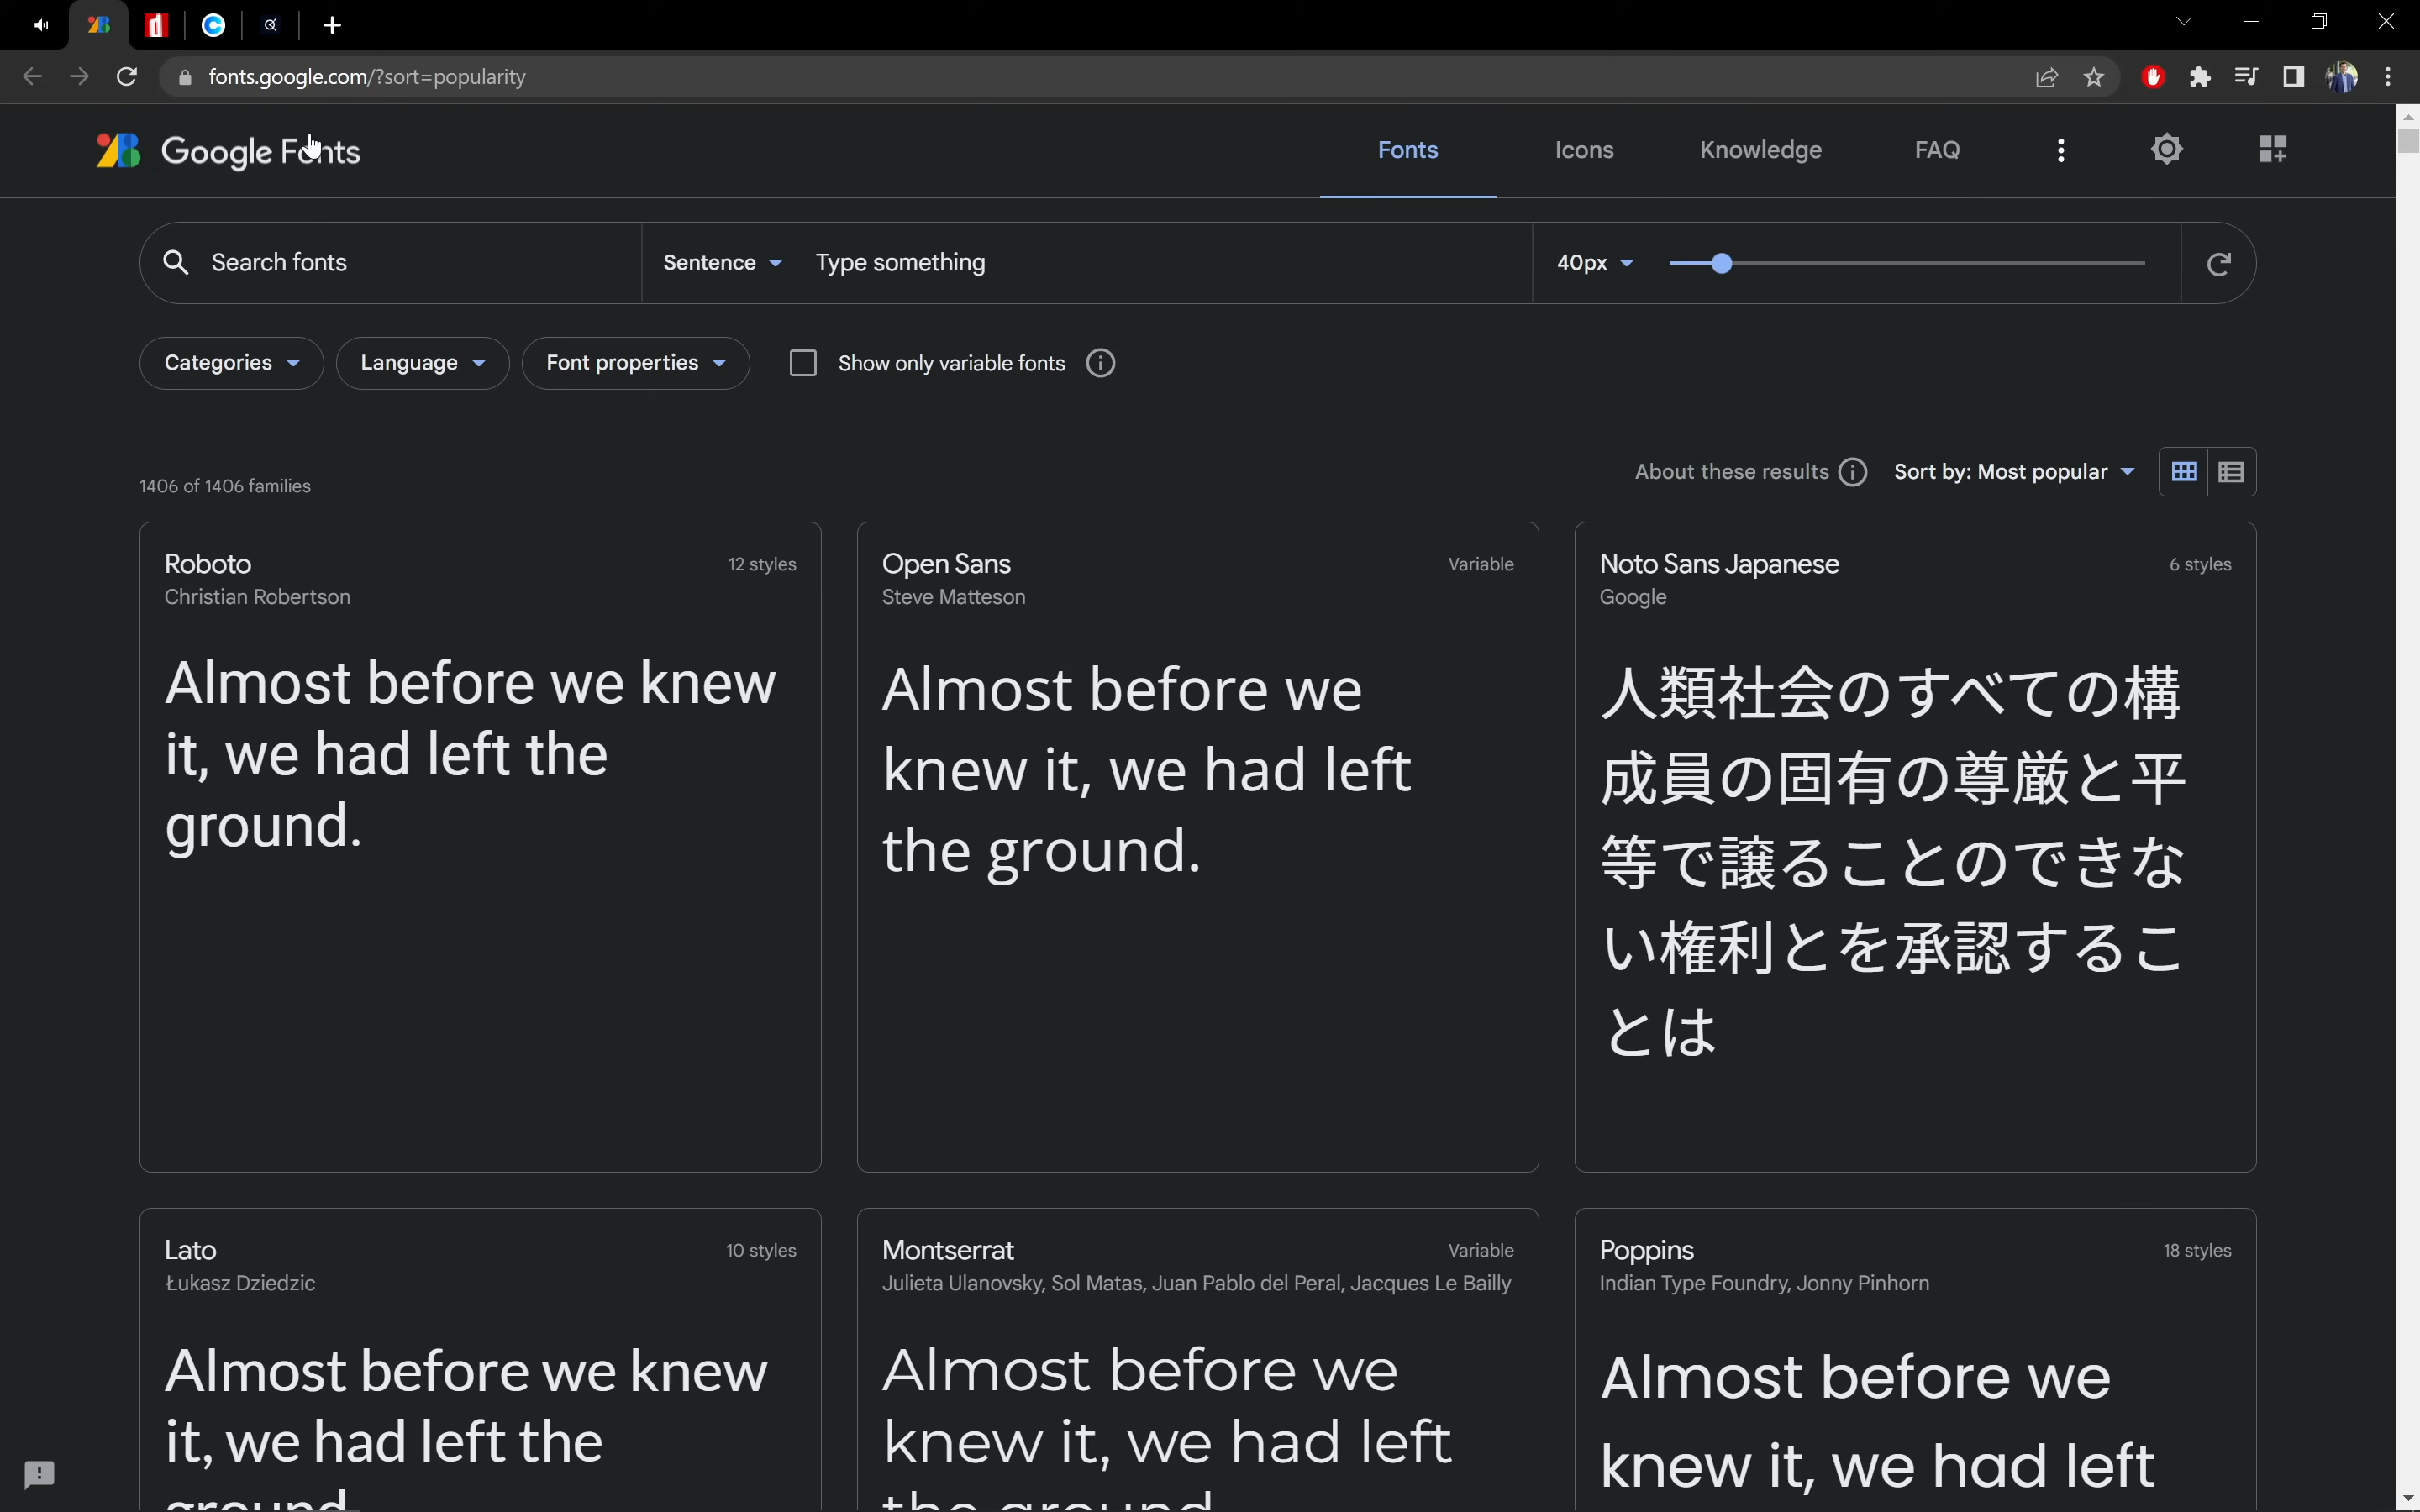 fonts.google.com/?sort=popularity
Google Fonts
Fonts
Icons
Knowledge
FAQ
Search fonts
Sentence
Type something
40px
Categories
Language
Font properties
Show only variable fonts
1406 of 1406 families
About these results
Sort by: Most popular
Roboto
12 styles
Christian Robertson
Almost before we knew
it, we had left the
ground.
Open Sans
Variable
Steve Matteson
Almost before we
knew it, we had left
the ground.
Noto Sans Japanese
6 styles
Google
人類社会のすべての構
成員の固有の尊厳と平
等で譲ることのできな
い権利とを承認するこ
とは
Lato
10 styles
Łukasz Dziedzic
Almost before we knew
it, we had left the
ground.
Montserrat
Variable
Julieta Ulanovsky, Sol Matas, Juan Pablo del Peral, Jacques Le Bailly
Almost before we
knew it, we had left
the ground.
Poppins
18 styles
Indian Type Foundry, Jonny Pinhorn
Almost before we
knew it, we had left